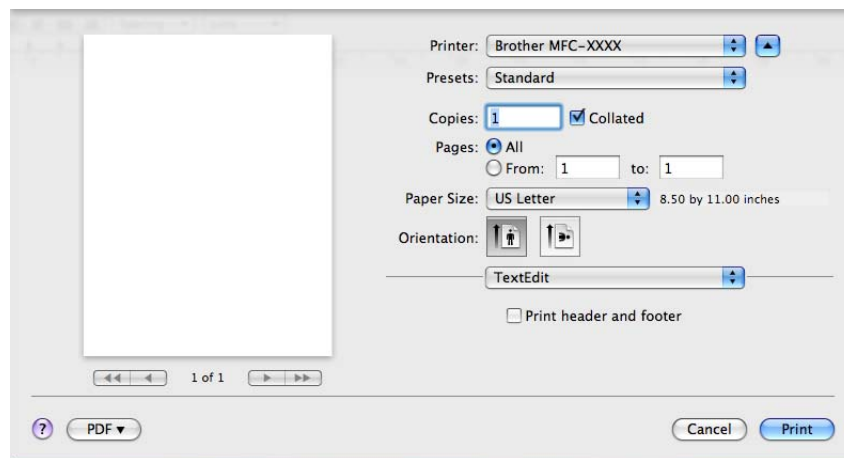 Printer: Brother MFC-XXXX
Presets: Standard
Copies: 1 Collated
Pages: All
From: 1 to: 1
Paper Size: US Letter 8.50 by 11.00 inches
Orientation:
TextEdit
Print header and footer
1 of 1
? PDF Cancel Print